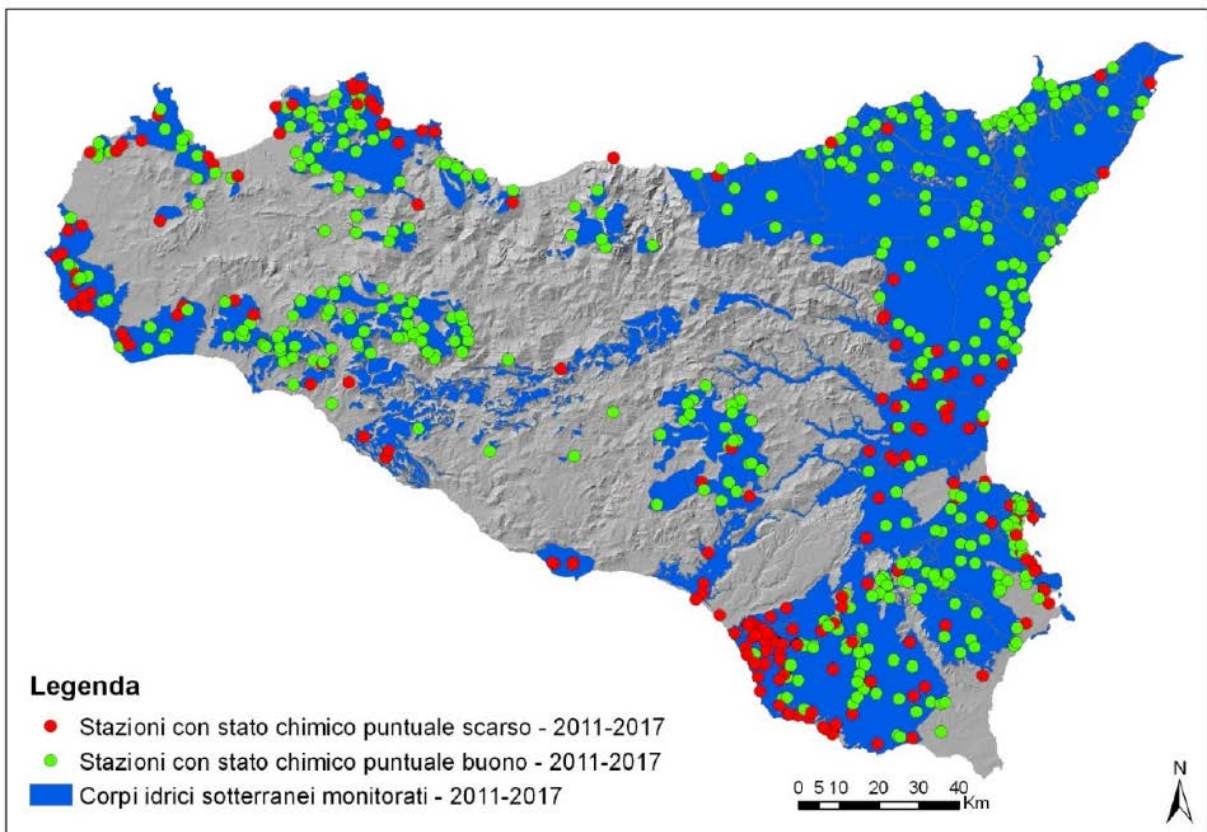 Legenda
Stazioni con stato chimico puntuale scarso - 2011-2017
Stazioni con stato chimico puntuale buono - 2011-2017
Corpi idrici sotterranei monitorati - 2011-2017
0 5 10 20 30 40
Km
N